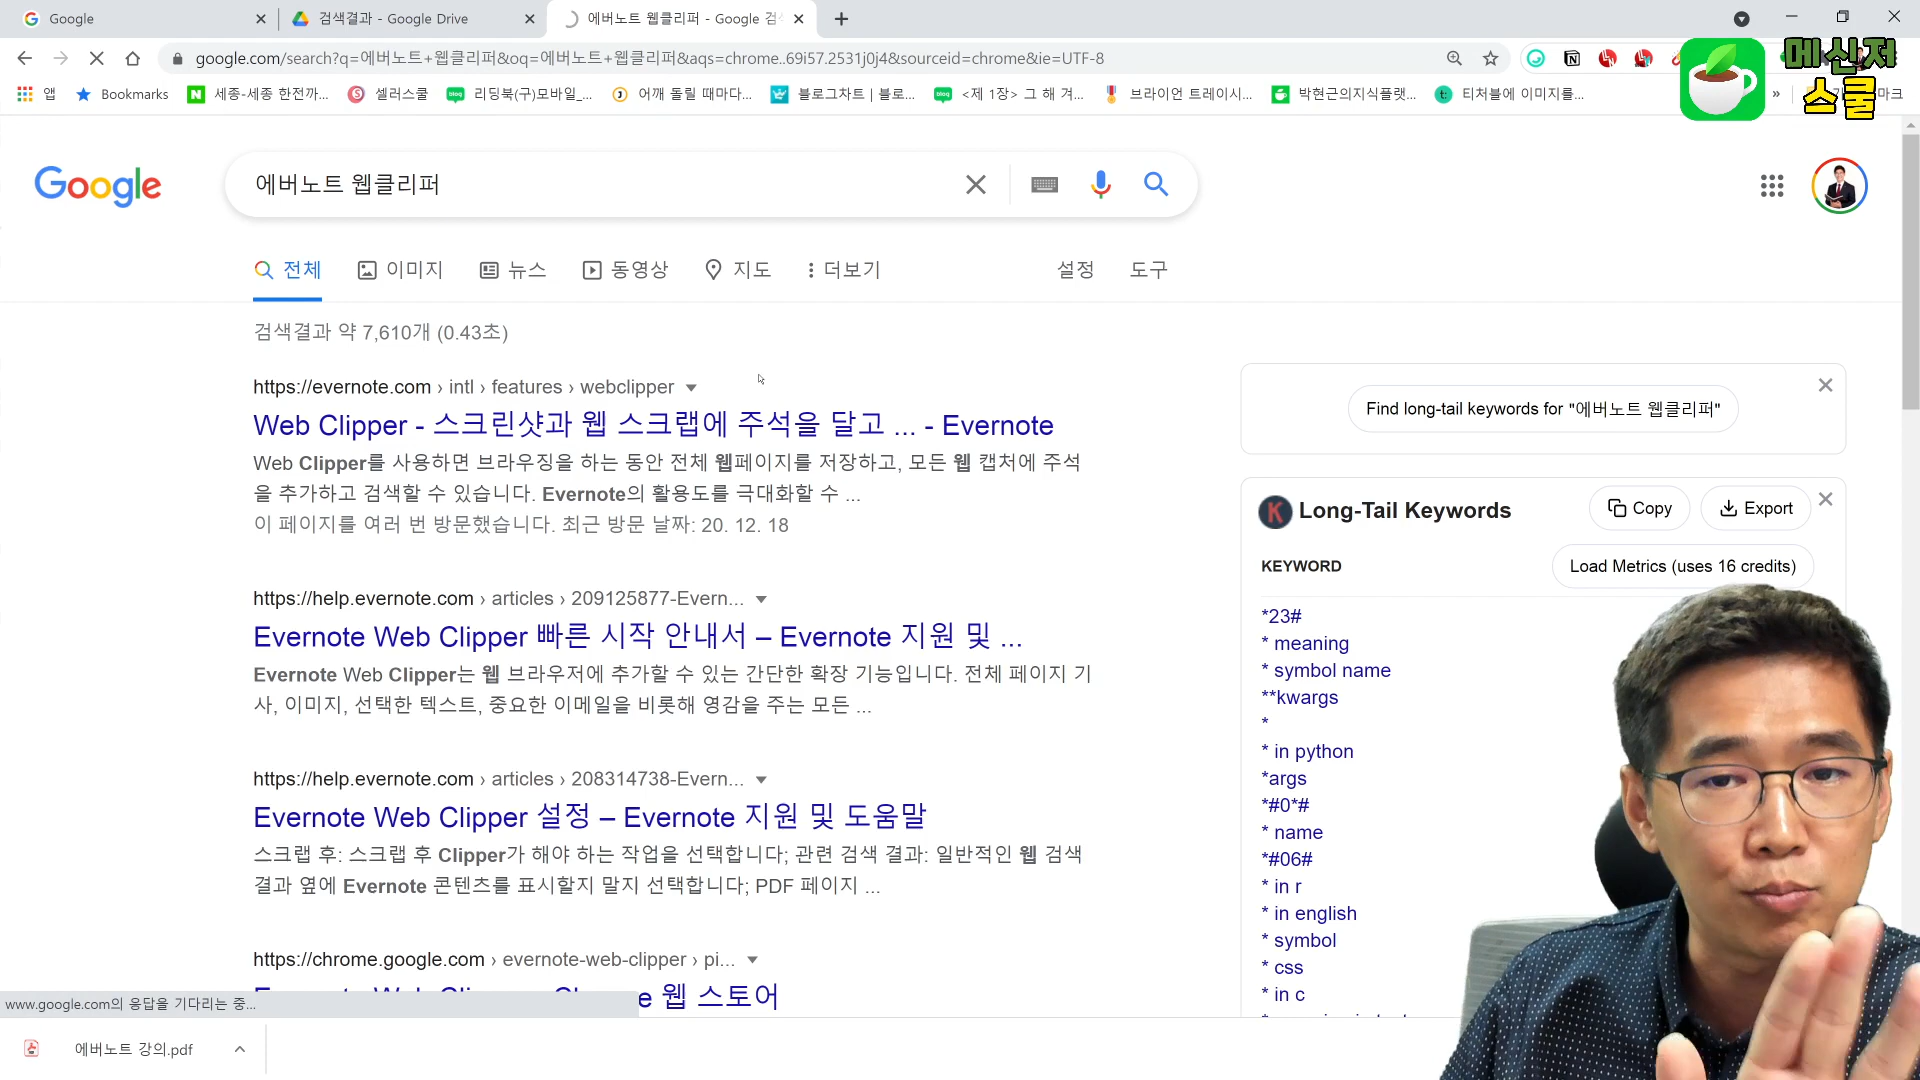 Google
검색결과 - Google Drive
에버노트 웹클리퍼 - Google 검
google.com/search?q=에버노트+웹클리퍼&oq=에버노트+웹클리퍼&aqs=chrome..69i57.2531j0j4&sourceid=chrome&ie=UTF-8
앱
Bookmarks
세종-세종 한전까...
셀러스쿨
리딩북(구)모바일_...
어깨 돌릴 때마다...
블로그차트 | 블로...
<제 1장> 그 해 겨...
브라이언 트레이시...
박현근의지식플랫...
티처블에 이미지를...
»
마크
메신저
스쿨
Google
에버노트 웹클리퍼
전체
이미지
뉴스
동영상
지도
더보기
설정
도구
검색결과 약 7,610개 (0.43초)
https://evernote.com › intl › features › webclipper
Web Clipper - 스크린샷과 웹 스크랩에 주석을 달고 ... - Evernote
Web Clipper를 사용하면 브라우징을 하는 동안 전체 웹페이지를 저장하고, 모든 웹 캡처에 주석
을 추가하고 검색할 수 있습니다. Evernote의 활용도를 극대화할 수 ...
이 페이지를 여러 번 방문했습니다. 최근 방문 날짜: 20. 12. 18
https://help.evernote.com › articles › 209125877-Evern...
Evernote Web Clipper 빠른 시작 안내서 – Evernote 지원 및 ...
Evernote Web Clipper는 웹 브라우저에 추가할 수 있는 간단한 확장 기능입니다. 전체 페이지 기
사, 이미지, 선택한 텍스트, 중요한 이메일을 비롯해 영감을 주는 모든 ...
https://help.evernote.com › articles › 208314738-Evern...
Evernote Web Clipper 설정 – Evernote 지원 및 도움말
스크랩 후: 스크랩 후 Clipper가 해야 하는 작업을 선택합니다; 관련 검색 결과: 일반적인 웹 검색
결과 옆에 Evernote 콘텐츠를 표시할지 말지 선택합니다; PDF 페이지 ...
https://chrome.google.com › evernote-web-clipper › pi...
웹 스토어
Find long-tail keywords for "에버노트 웹클리퍼"
K
Long-Tail Keywords
Copy
Export
KEYWORD
Load Metrics (uses 16 credits)
*23#
* meaning
* symbol name
**kwargs
*
* in python
*args
*#0*#
* name
*#06#
* in r
* in english
* symbol
* css
* in c
www.google.com의 응답을 기다리는 중...
에버노트 강의.pdf